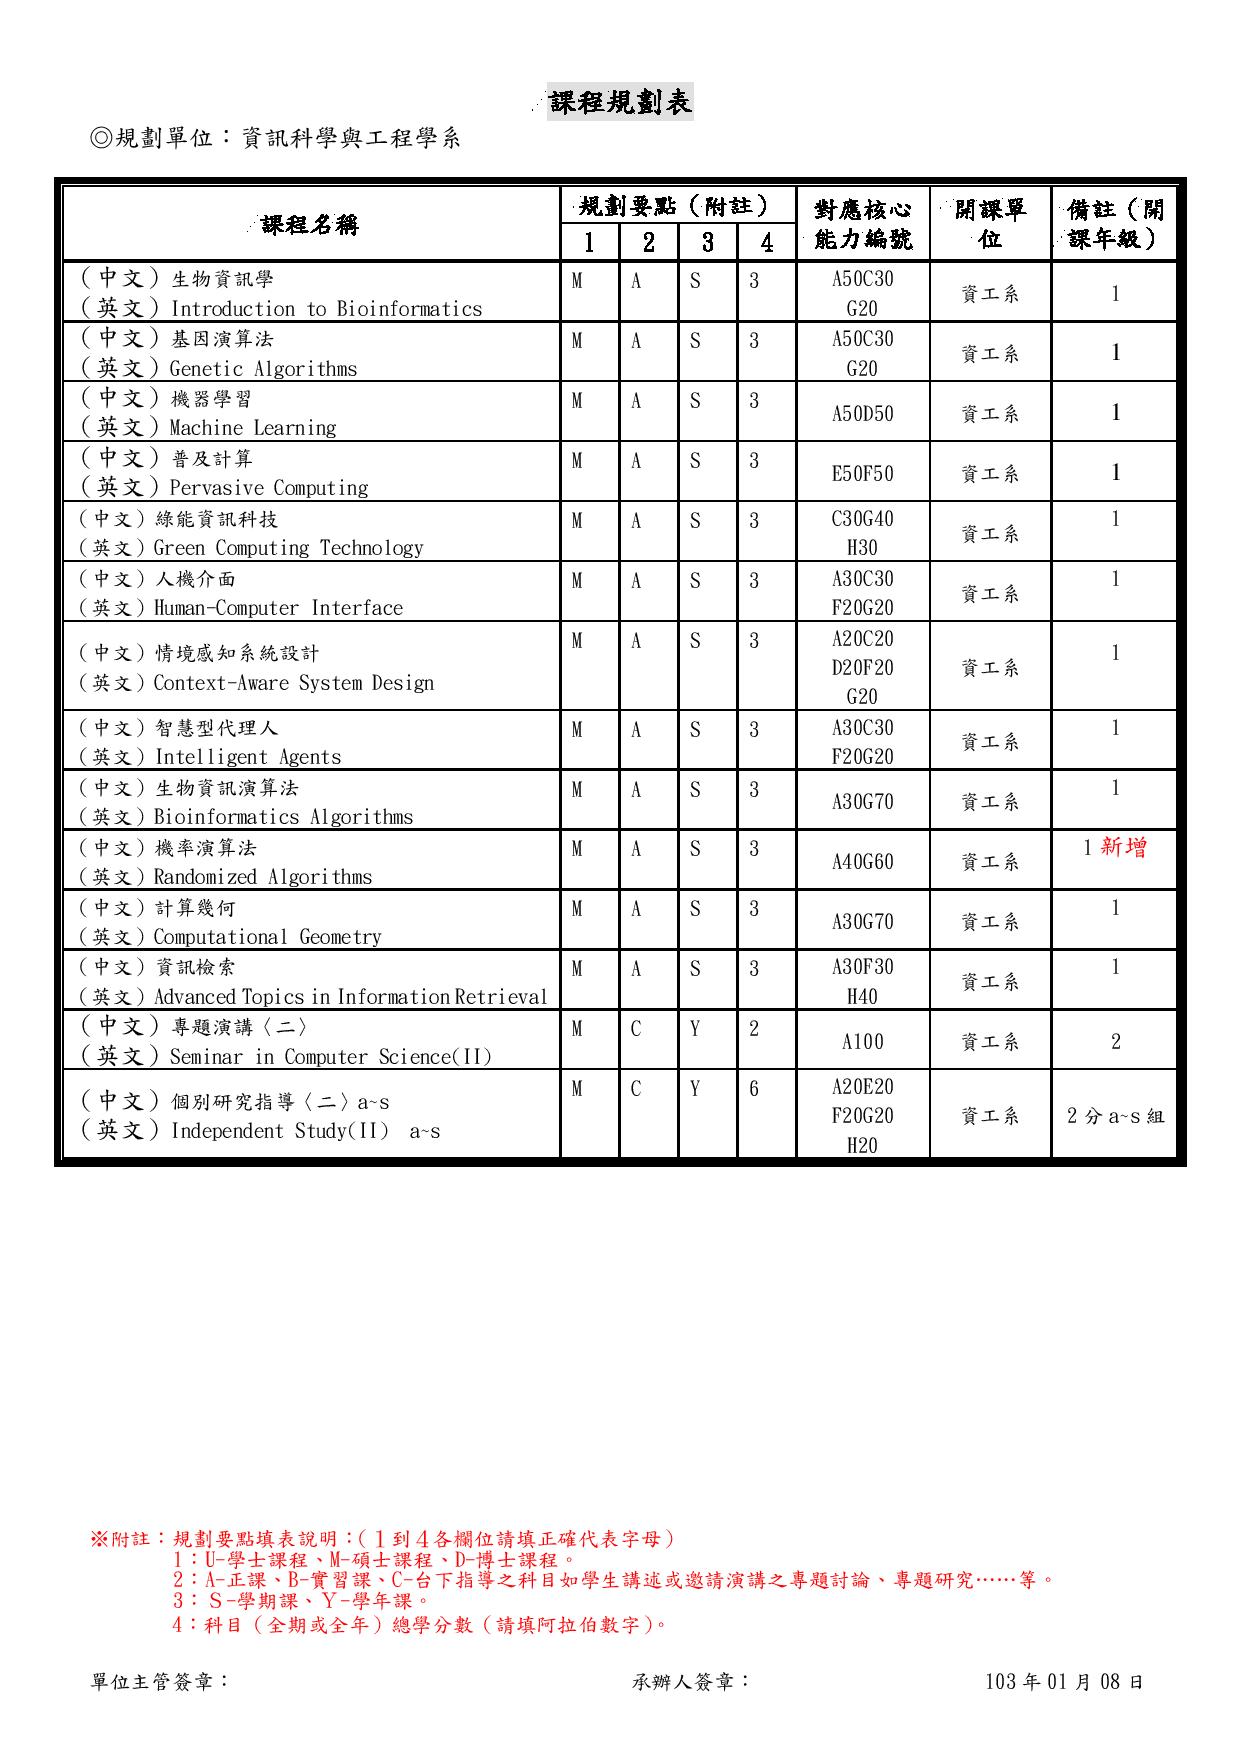 課程規劃表
◎規劃單位：資訊科學與工程學系
課程名稱 規劃要點（附註） 對應核心能力編號 開課單位 備註（開課年級）
1 2 3 4
（中文）生物資訊學 M A S 3 A50C30 資工系 1
（英文）Introduction to Bioinformatics G20
（中文）基因演算法 M A S 3 A50C30 資工系 1
（英文）Genetic Algorithms G20
（中文）機器學習 M A S 3 A50D50 資工系 1
（英文）Machine Learning
（中文）普及計算 M A S 3 E50F50 資工系 1
（英文）Pervasive Computing
（中文）綠能資訊科技 M A S 3 C30G40 資工系 1
（英文）Green Computing Technology H30
（中文）人機介面 M A S 3 A30C30 資工系 1
（英文）Human-Computer Interface F20G20
（中文）情境感知系統設計 M A S 3 A20C20 資工系 1
（英文）Context-Aware System Design D20F20
G20
（中文）智慧型代理人 M A S 3 A30C30 資工系 1
（英文）Intelligent Agents F20G20
（中文）生物資訊演算法 M A S 3 A30G70 資工系 1
（英文）Bioinformatics Algorithms
（中文）機率演算法 M A S 3 A40G60 資工系 1 新增
（英文）Randomized Algorithms
（中文）計算幾何 M A S 3 A30G70 資工系 1
（英文）Computational Geometry
（中文）資訊檢索 M A S 3 A30F30 資工系 1
（英文）Advanced Topics in Information Retrieval H40
（中文）專題演講〈二〉 M C Y 2 A100 資工系 2
（英文）Seminar in Computer Science(II)
（中文）個別研究指導〈二〉a~s M C Y 6 A20E20 資工系 2 分 a~s 組
（英文）Independent Study(II) a~s F20G20
H20
※附註：規劃要點填表說明：（１到４各欄位請填正確代表字母）
1：U-學士課程、M-碩士課程、D-博士課程。
2：A-正課、B-實習課、C-台下指導之科目如學生講述或邀請演講之專題討論、專題研究……等。
3：Ｓ-學期課、Ｙ-學年課。
4：科目（全期或全年）總學分數（請填阿拉伯數字）。
單位主管簽章： 承辦人簽章： 103 年 01 月 08 日